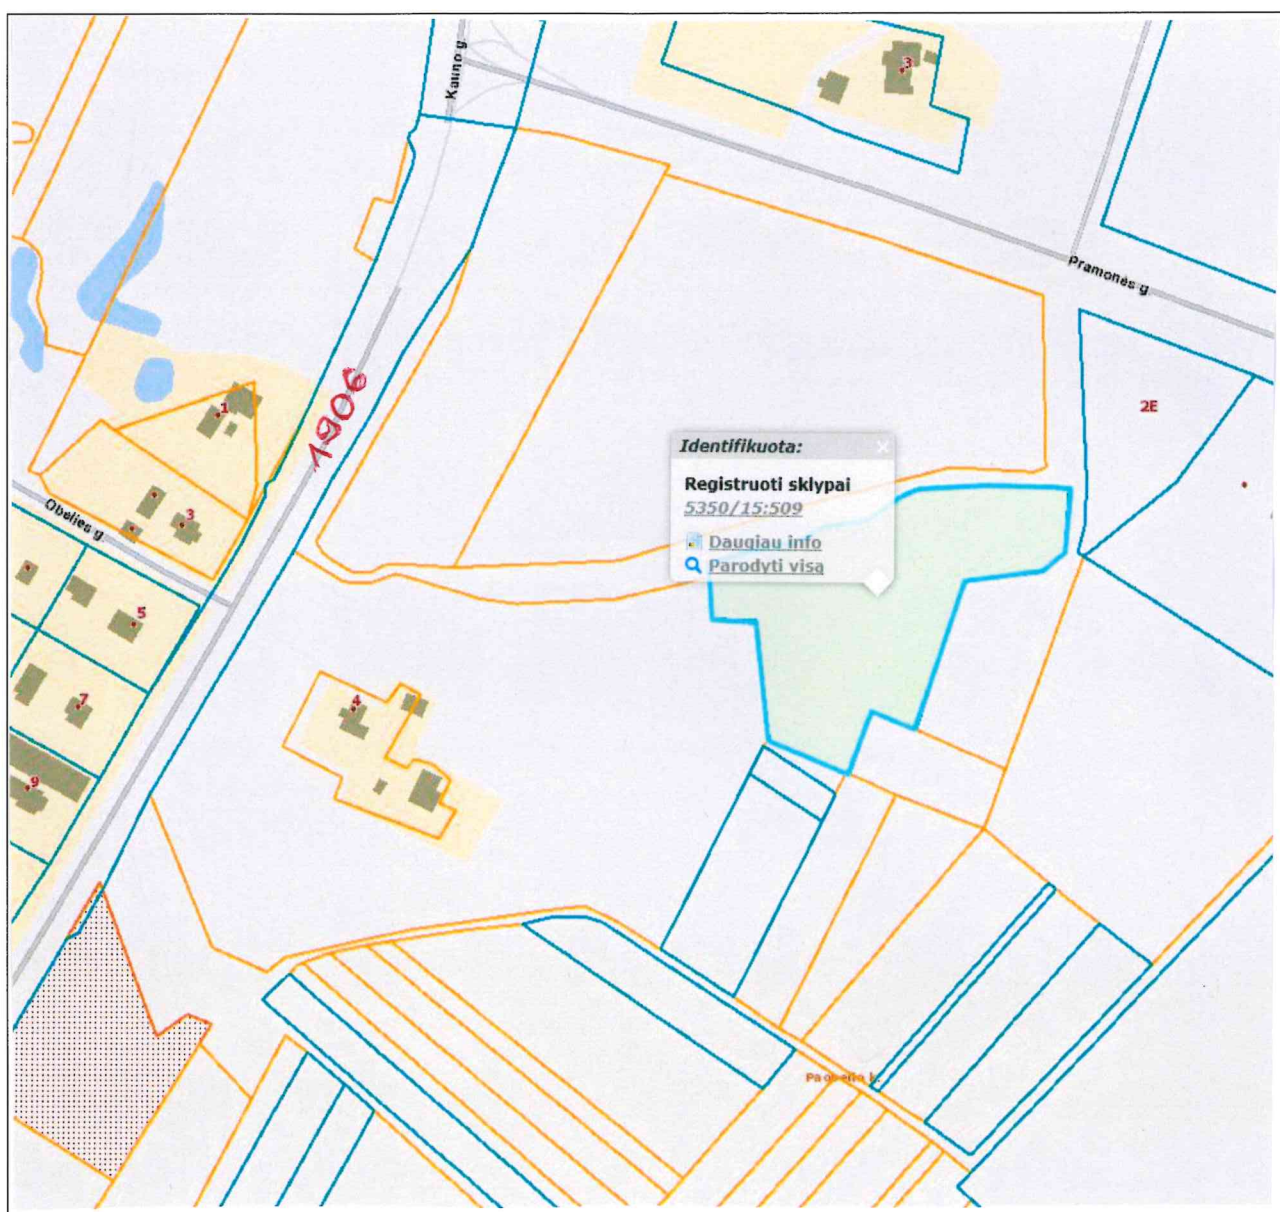 Kauno g.
3
Pramonės g.
2E
1
1906
Identifikuota:
Registruoti sklypai
5350/15:509
Daugiau info
Parodyti visą
Obelies g.
3
5
7
4
9